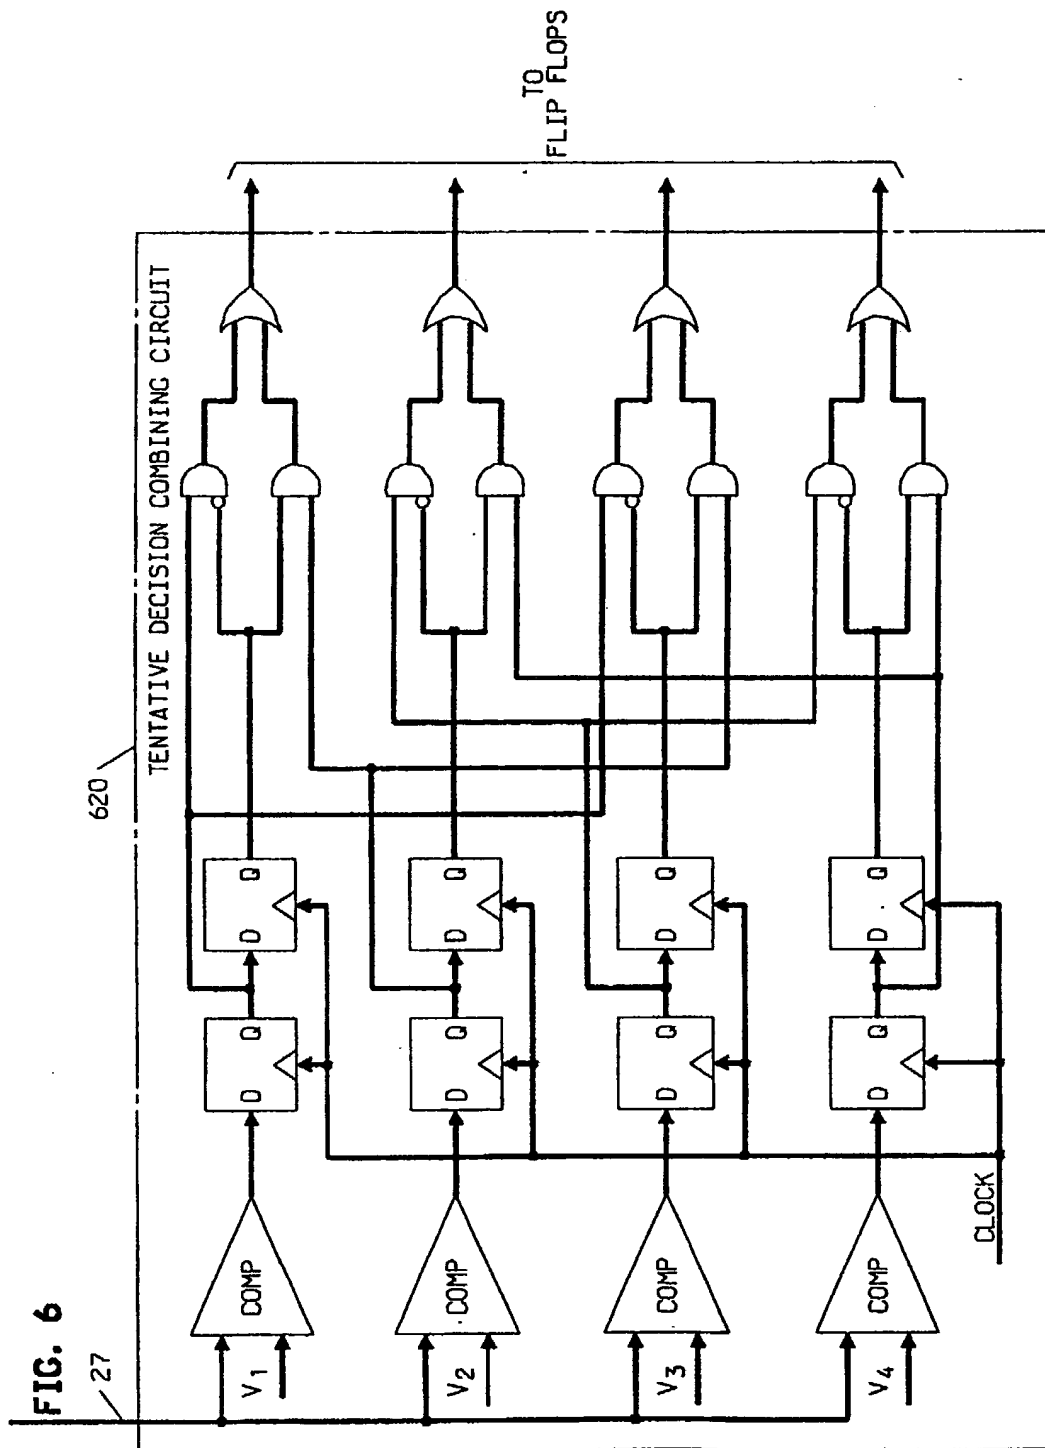 FIG. 6
27
620
TENTATIVE DECISION COMBINING CIRCUIT
V1
COMP
D
Q
D
Q
V2
COMP
D
Q
D
Q
V3
COMP
D
Q
D
Q
V4
COMP
D
Q
D
Q
CLOCK
TO
FLIP FLOPS